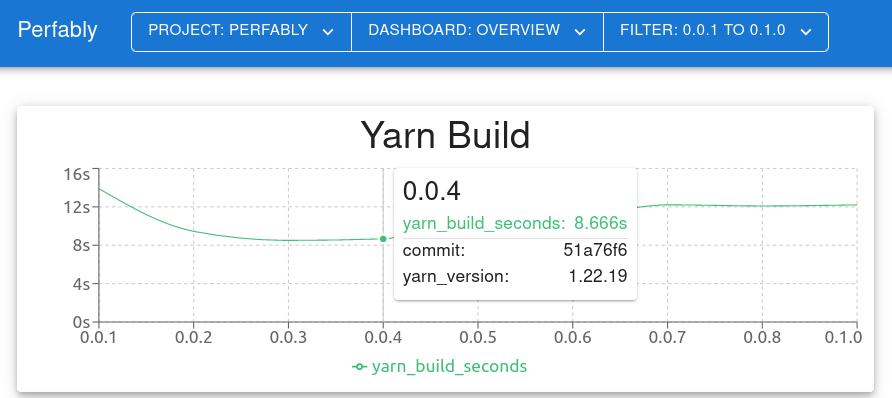 Perfably
PROJECT: PERFABLY
DASHBOARD: OVERVIEW
FILTER: 0.0.1 TO 0.1.0
Yarn Build
16s
12s
8s
4s
0s
0.0.4
yarn_build_seconds: 8.666s
commit: 51a76f6
yarn_version: 1.22.19
0.0.1 0.0.2 0.0.3 0.0.4 0.0.5 0.0.6 0.0.7 0.0.8 0.1.0
yarn_build_seconds